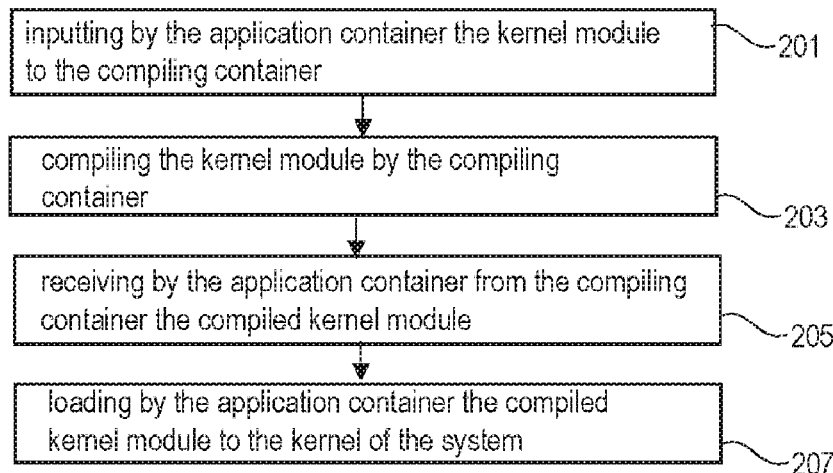 inputting by the application container the kernel module
to the compiling container
201
compiling the kernel module by the compiling
container
203
receiving by the application container from the compiling
container the compiled kernel module
205
loading by the application container the compiled
kernel module to the kernel of the system
207